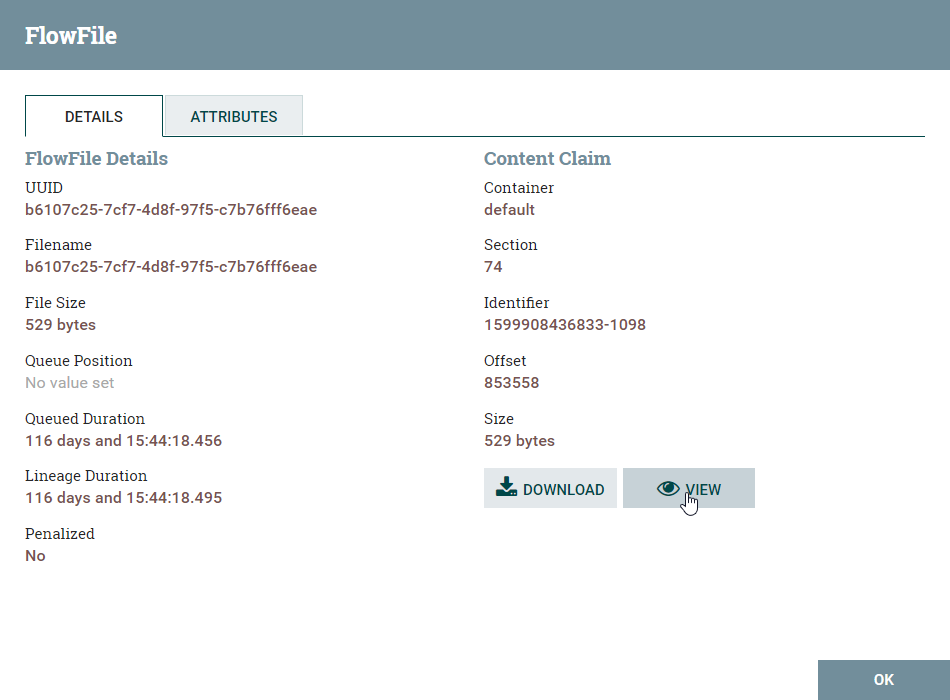 FlowFile
DETAILS
ATTRIBUTES
FlowFile Details
UUID
b6107c25-7cf7-4d8f-97f5-c7b76fff6eae
Filename
b6107c25-7cf7-4d8f-97f5-c7b76fff6eae
File Size
529 bytes
Queue Position
No value set
Queued Duration
116 days and 15:44:18.456
Lineage Duration
116 days and 15:44:18.495
Penalized
No
Content Claim
Container
default
Section
74
Identifier
1599908436833-1098
Offset
853558
Size
529 bytes
DOWNLOAD
VIEW
OK